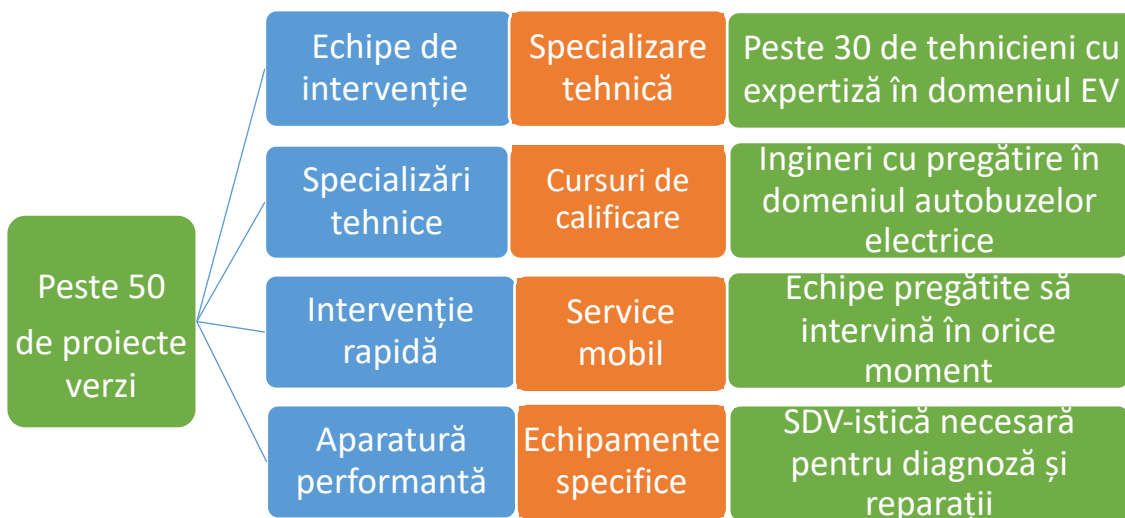 Peste 50
de proiecte
verzi
Echipe de
intervenție
Specializare
tehnică
Peste 30 de tehnicieni cu
expertiză în domeniul EV
Specializări
tehnice
Cursuri de
calificare
Ingineri cu pregătire în
domeniul autobuzelor
electrice
Intervenție
rapidă
Service
mobil
Echipe pregătite să
intervină în orice
moment
Aparatură
performantă
Echipamente
specifice
SDV-istică necesară
pentru diagnoză și
reparații